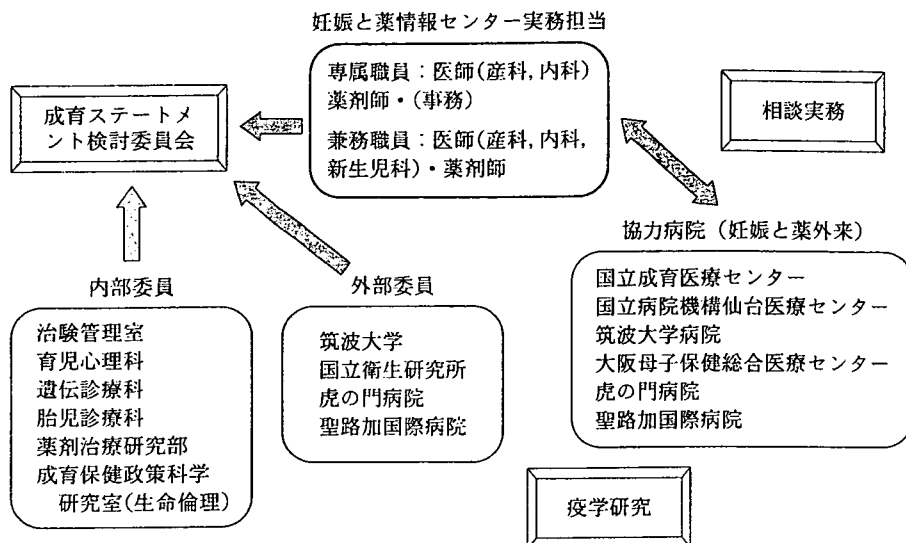 妊娠と薬情報センター実務担当
専属職員：医師(産科, 内科)
薬剤師・(事務)
兼務職員：医師(産科, 内科,
新生児科)・薬剤師
成育ステートメ
ント検討委員会
相談実務
協力病院（妊娠と薬外来）
国立成育医療センター
国立病院機構仙台医療センター
筑波大学病院
大阪母子保健総合医療センター
虎の門病院
聖路加国際病院
内部委員
治験管理室
育児心理科
遺伝診療科
胎児診療科
薬剤治療研究部
成育保健政策科学
研究室(生命倫理)
外部委員
筑波大学
国立衛生研究所
虎の門病院
聖路加国際病院
疫学研究